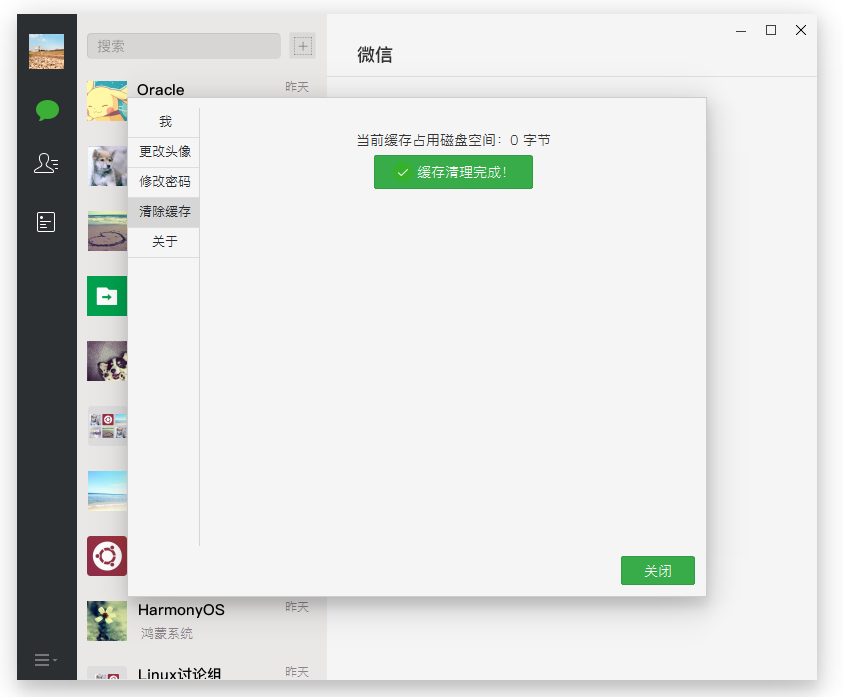 搜索
微信
Oracle
昨天
我
更改头像
修改密码
清除缓存
关于
当前缓存占用磁盘空间：0 字节
缓存清理完成！
关闭
HarmonyOS
昨天
鸿蒙系统
Linux讨论组
昨天